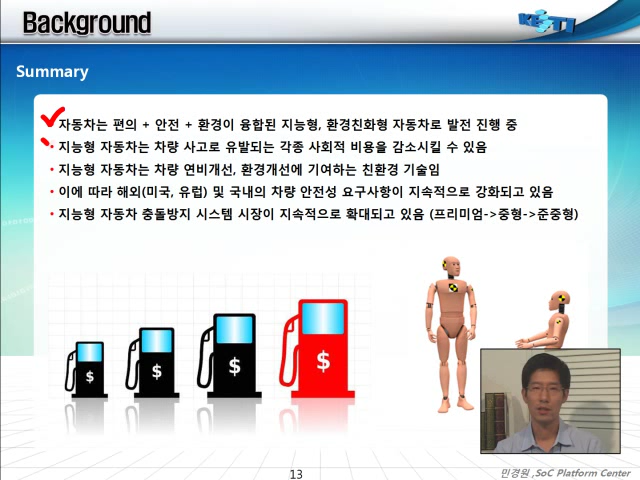 Background
KETI
Summary
자동차는 편의 + 안전 + 환경이 융합된 지능형, 환경친화형 자동차로 발전 진행 중
• 지능형 자동차는 차량 사고로 유발되는 각종 사회적 비용을 감소시킬 수 있음
• 지능형 자동차는 차량 연비개선, 환경개선에 기여하는 친환경 기술임
• 이에 따라 해외(미국, 유럽) 및 국내의 차량 안전성 요구사항이 지속적으로 강화되고 있음
• 지능형 자동차 충돌방지 시스템 시장이 지속적으로 확대되고 있음 (프리미엄->중형->준중형)
$ $ $ $
13
민경원 ,SoC Platform Center